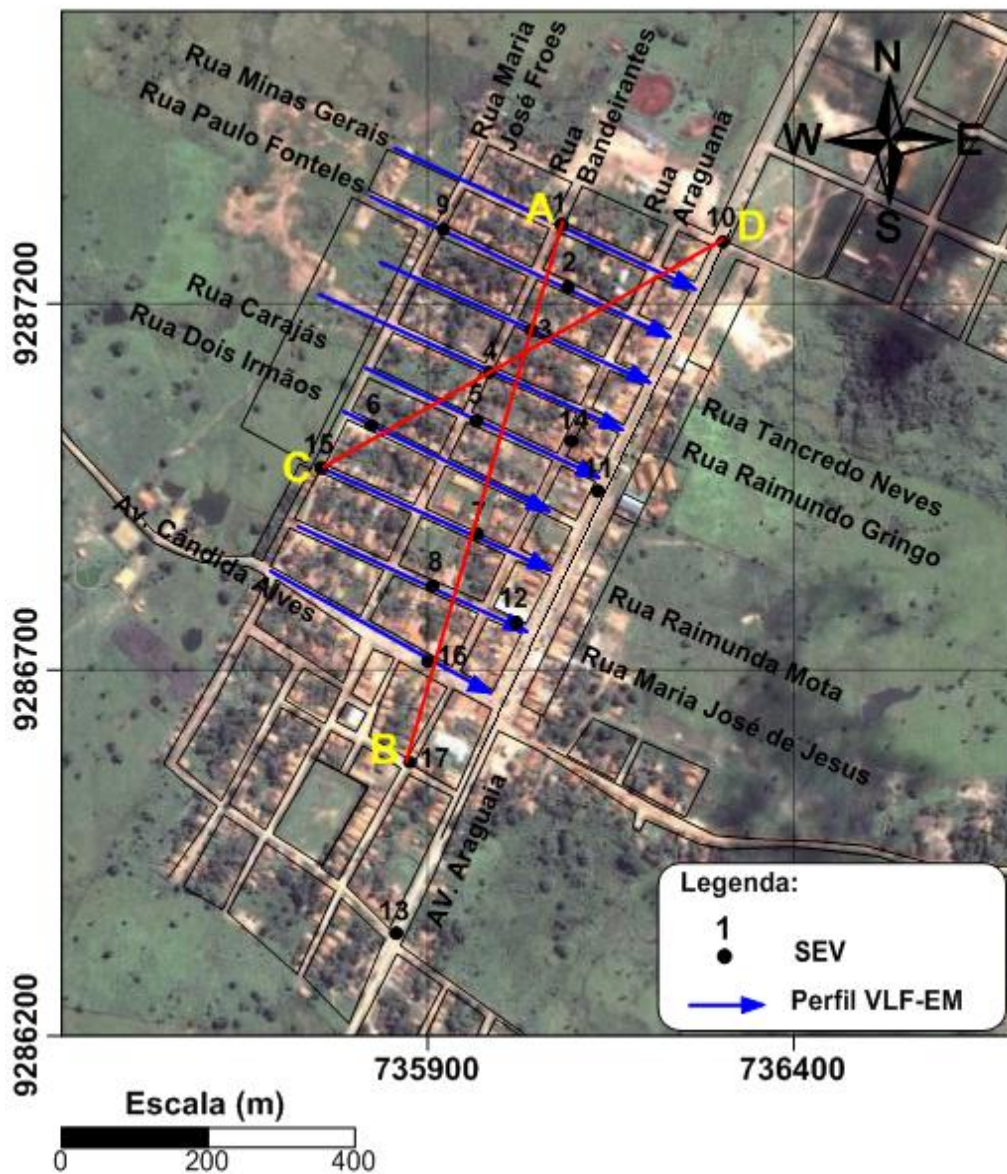 Rua Minas Gerais
Rua Paulo Fonteles
Rua Maria
José Froes
Rua
Bandeirantes
Rua
Araguanã
N
W
E
S
9
A
1
10
D
2
9287200
3
Rua Carajás
Rua Dois Irmãos
4
5
6
14
C
15
11
7
Rua Tancredo Neves
Rua Raimundo Gringo
Av. Cándida Alves
8
12
16
Rua Raimunda Mota
Rua Maria José de Jesus
9286700
B
17
13
AV. Araguaia
Legenda:
1
SEV
Perfil VLF-EM
9286200
735900
736400
Escala (m)
0
200
400